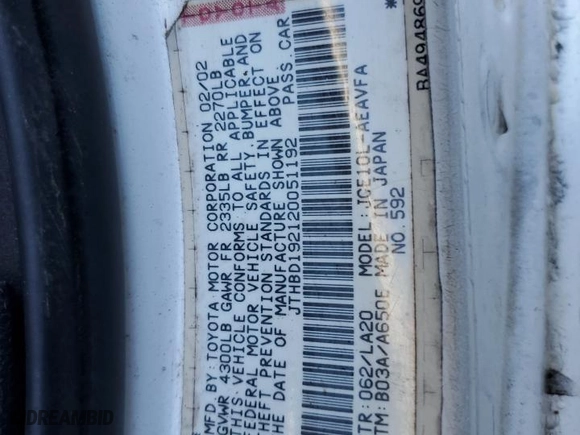 MFD.BY:TOYOTA MOTOR CORPORATION 02/02
GVWR 4300LB GAWR FR 2335LB RR 2270LB
THIS VEHICLE CONFORMS TO ALL APPLICABLE
FEDERAL MOTOR VEHICLE SAFETY, BUMPER, AND
THEFT PREVENTION STANDARDS IN EFFECT ON
THE DATE OF MANUFACTURE SHOWN ABOVE
JTHBD192120051192 PASS.CAR
TR:062/LA20 MODEL:JCE10L-AEAVFA
TM:B03A/A650E MADE IN JAPAN
NO.592
DREAMBID